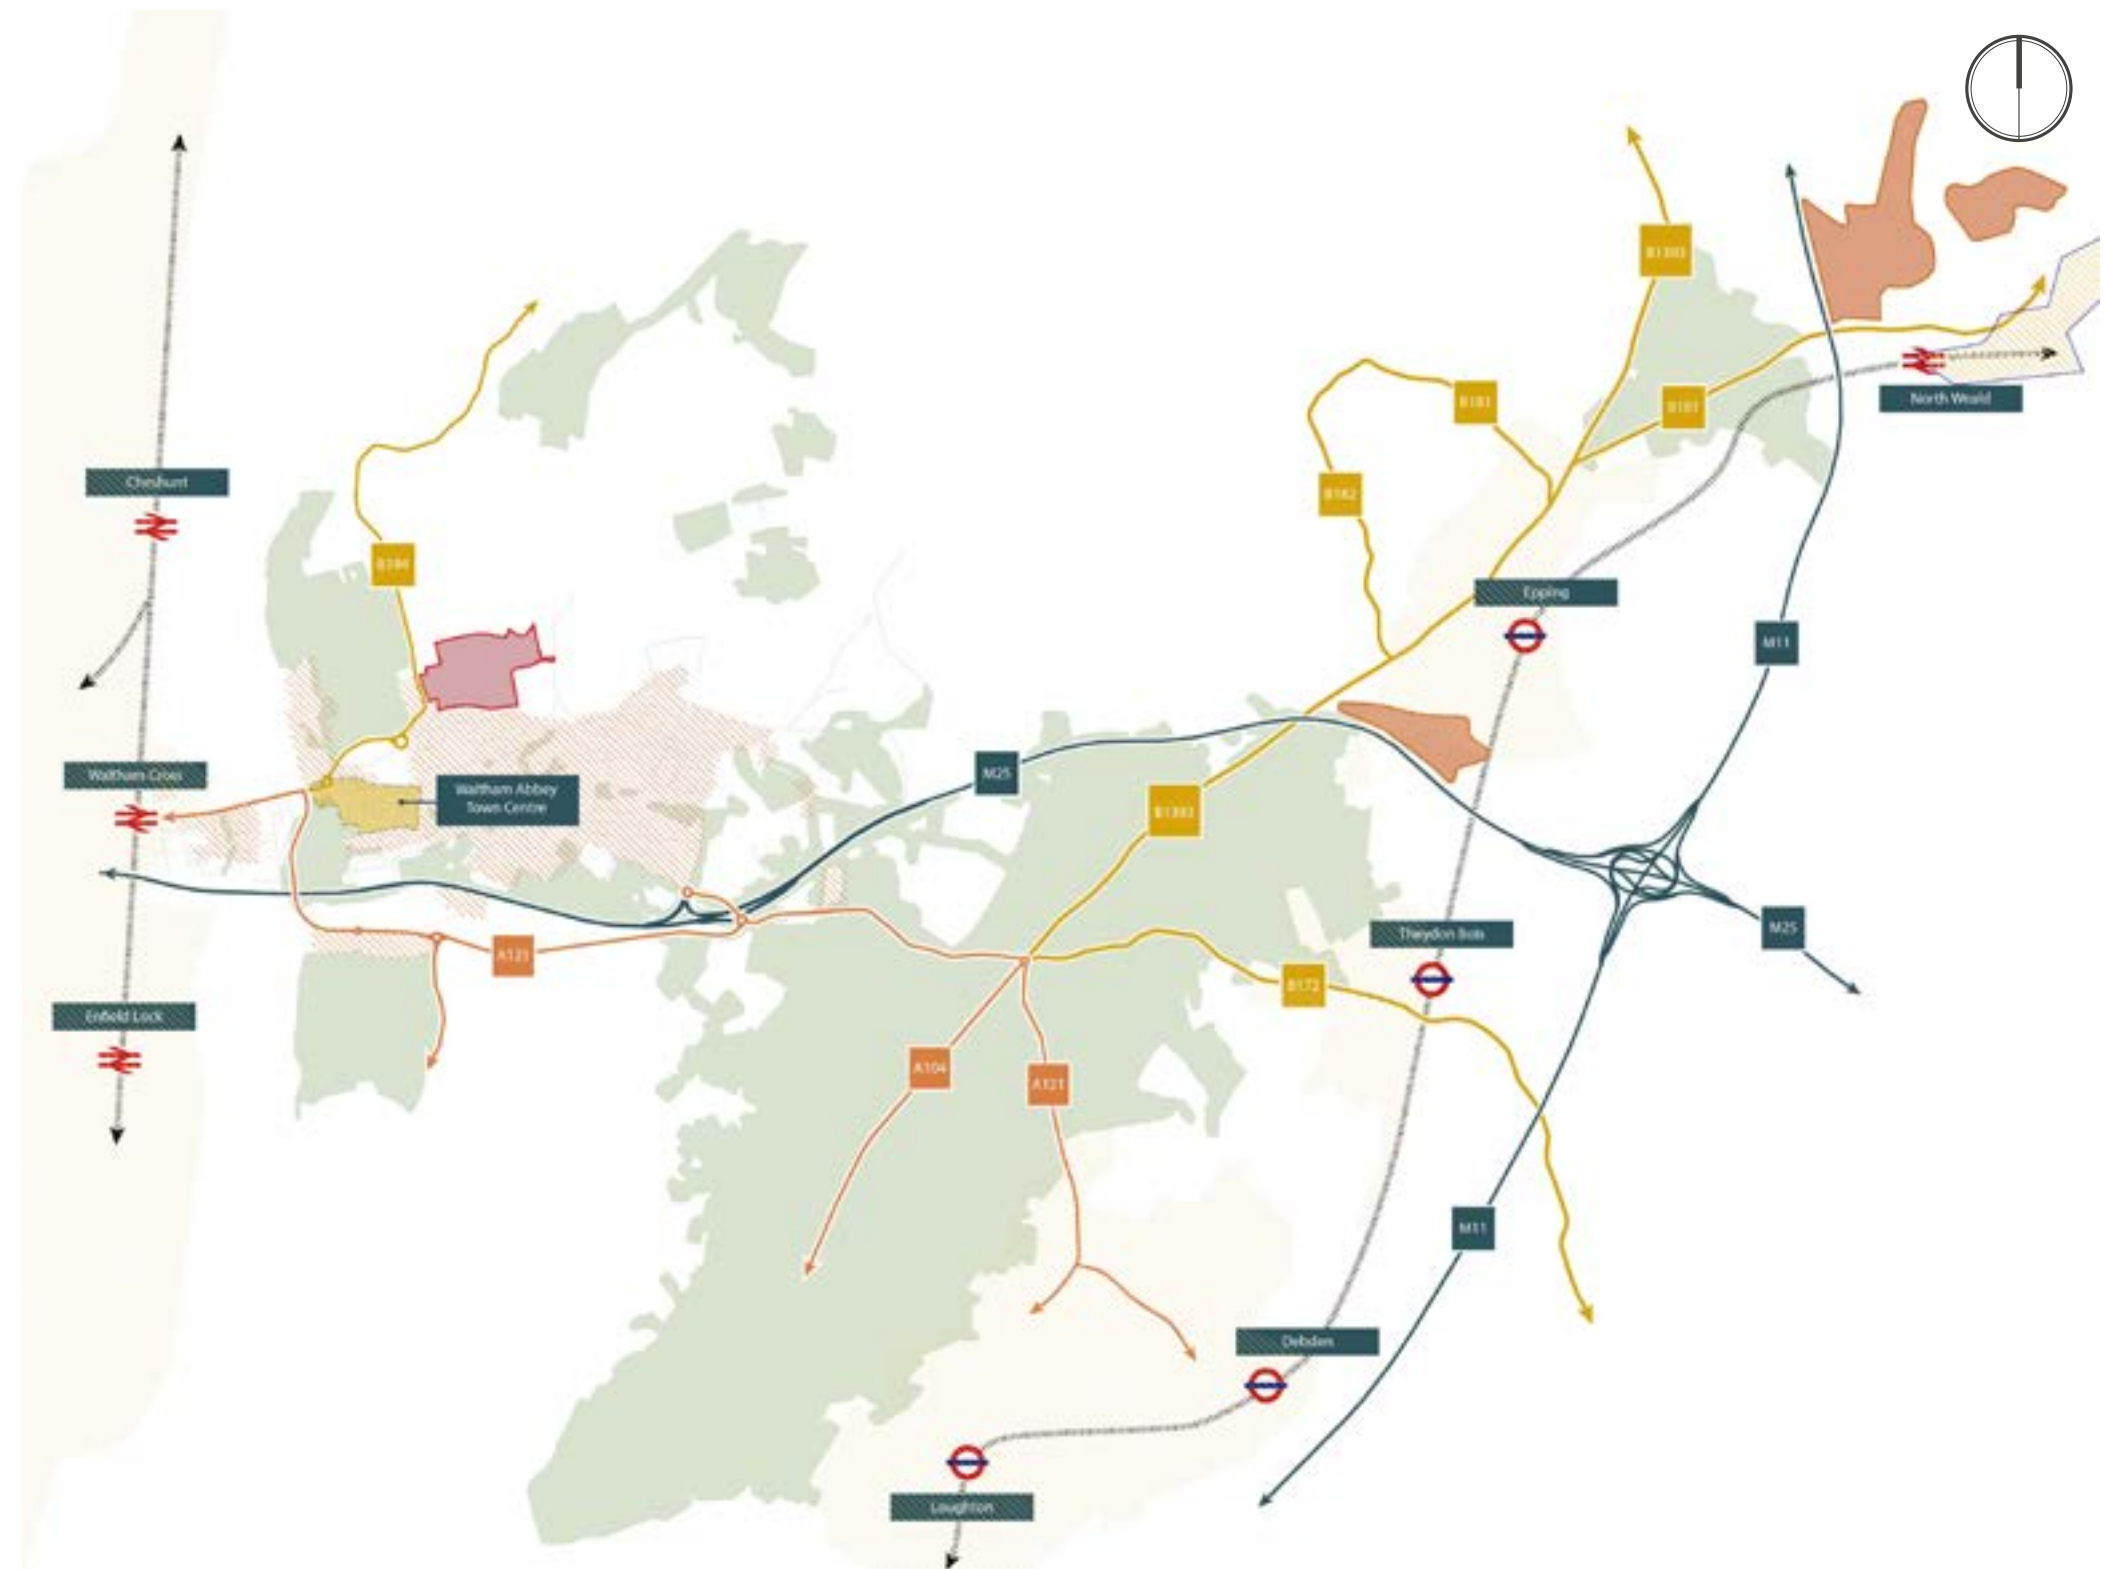 B1393
North Weald
B181
B181
Cheshunt
B182
B194
Epping
M11
Waltham Cross
M25
Waltham Abbey
Town Centre
B1393
M25
Theydon Bois
A121
B172
Enfield Lock
A104
A121
M11
Debden
Loughton